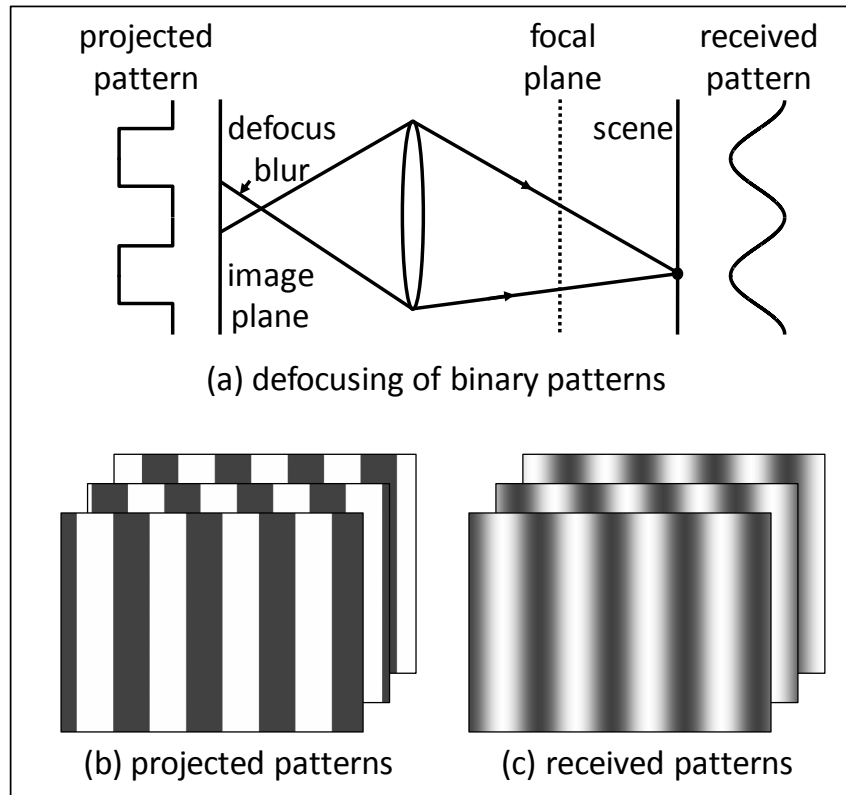 projected
pattern
focal
plane
received
pattern
defocus
blur
scene
image
plane
(a) defocusing of binary patterns
(b) projected patterns
(c) received patterns